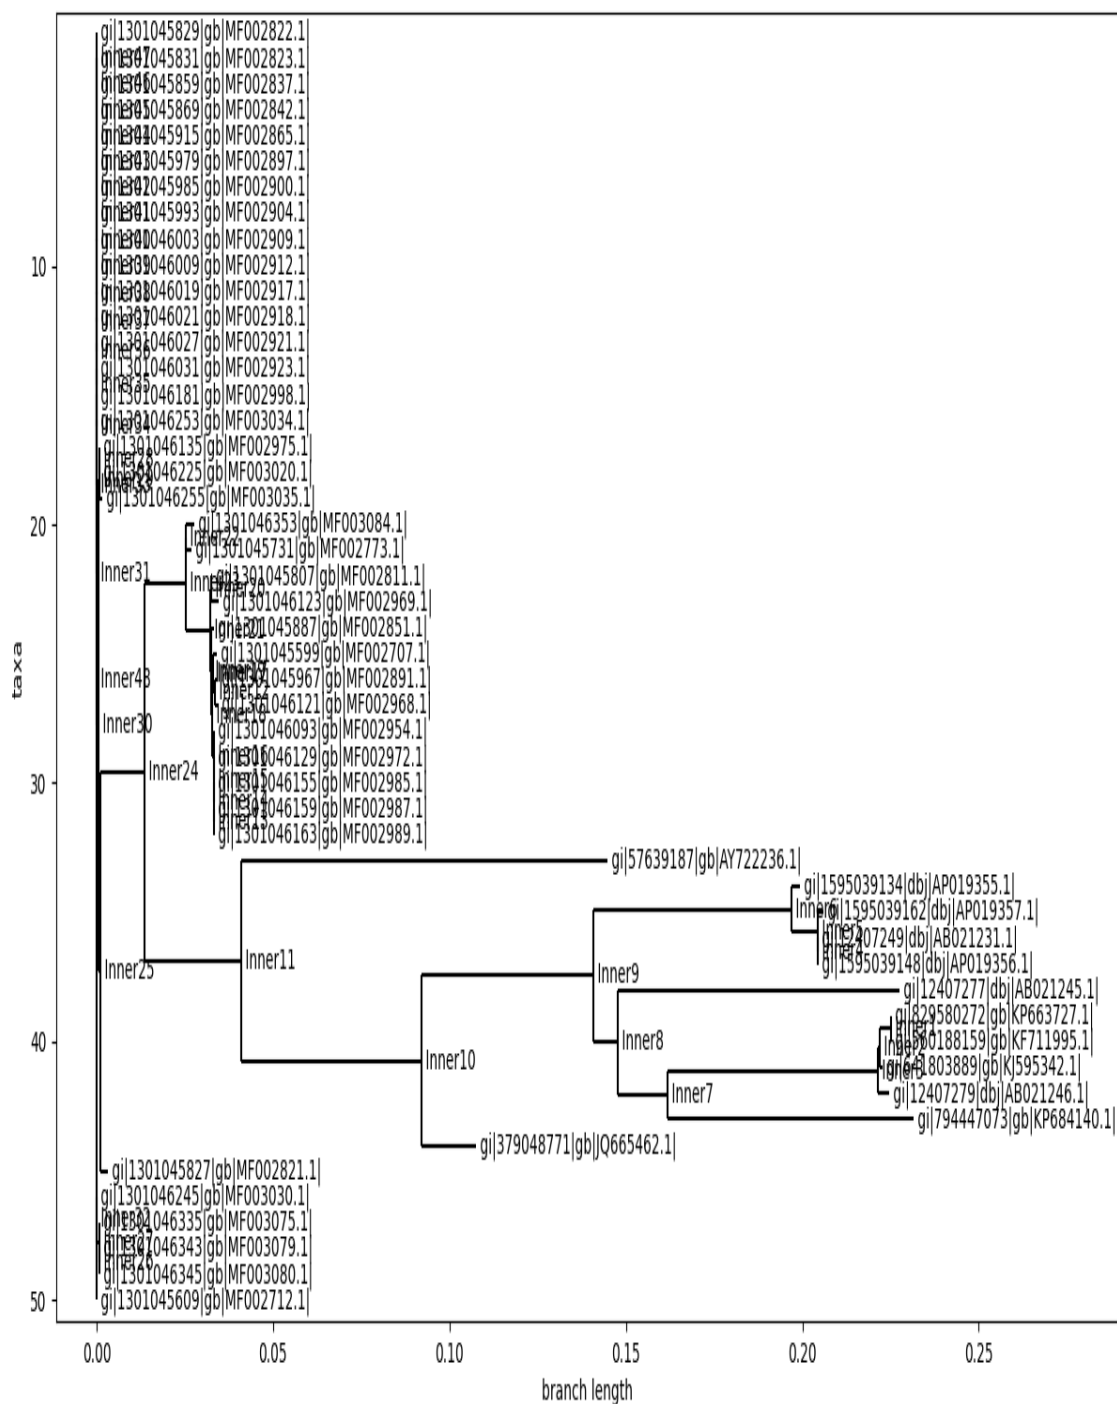 gi|1301045829|gb|MF002822.1|
gi|1301045831|gb|MF002823.1|
gi|1301045859|gb|MF002837.1|
gi|1301045869|gb|MF002842.1|
gi|1301045915|gb|MF002865.1|
gi|1301045979|gb|MF002897.1|
gi|1301045985|gb|MF002900.1|
gi|1301045993|gb|MF002904.1|
gi|1301046003|gb|MF002909.1|
10
gi|1301046009|gb|MF002912.1|
gi|1301046019|gb|MF002917.1|
gi|1301046021|gb|MF002918.1|
gi|1301046027|gb|MF002921.1|
Inner36
gi|1301046031|gb|MF002923.1|
Inner35
gi|1301046181|gb|MF002998.1|
gi|1301046253|gb|MF003034.1|
gi|1301046135|gb|MF002975.1|
gi|1301046225|gb|MF003020.1|
gi|1301046255|gb|MF003035.1|
20
gi|1301046353|gb|MF003084.1|
Inner22
gi|1301045731|gb|MF002773.1|
Inner31
gi|1301045807|gb|MF002811.1|
gi|1301046123|gb|MF002969.1|
gi|1301045887|gb|MF002851.1|
Inner21
gi|1301045599|gb|MF002707.1|
Inner48
gi|1301045967|gb|MF002891.1|
gi|1301046121|gb|MF002968.1|
Inner30
gi|1301046093|gb|MF002954.1|
gi|1301046129|gb|MF002972.1|
Inner24
30
gi|1301046155|gb|MF002985.1|
gi|1301046159|gb|MF002987.1|
gi|1301046163|gb|MF002989.1|
gi|57639187|gb|AY722236.1|
gi|1595039134|dbj|AP019355.1|
Inner6
gi|1595039162|dbj|AP019357.1|
gi|12407249|dbj|AB021231.1|
Inner11
gi|1595039148|dbj|AP019356.1|
Inner25
Inner9
gi|12407277|dbj|AB021245.1|
gi|829580272|gb|KP663727.1|
40
Inner8
Inner10
gi|641803889|gb|KJ595342.1|
Inner3
Inner7
gi|12407279|dbj|AB021246.1|
gi|794447073|gb|KP684140.1|
gi|379048771|gb|JQ665462.1|
gi|1301045827|gb|MF002821.1|
gi|1301046245|gb|MF003030.1|
gi|1301046335|gb|MF003075.1|
gi|1301046343|gb|MF003079.1|
gi|1301046345|gb|MF003080.1|
50
gi|1301045609|gb|MF002712.1|
taxa
0.00 0.05 0.10 0.15 0.20 0.25
branch length